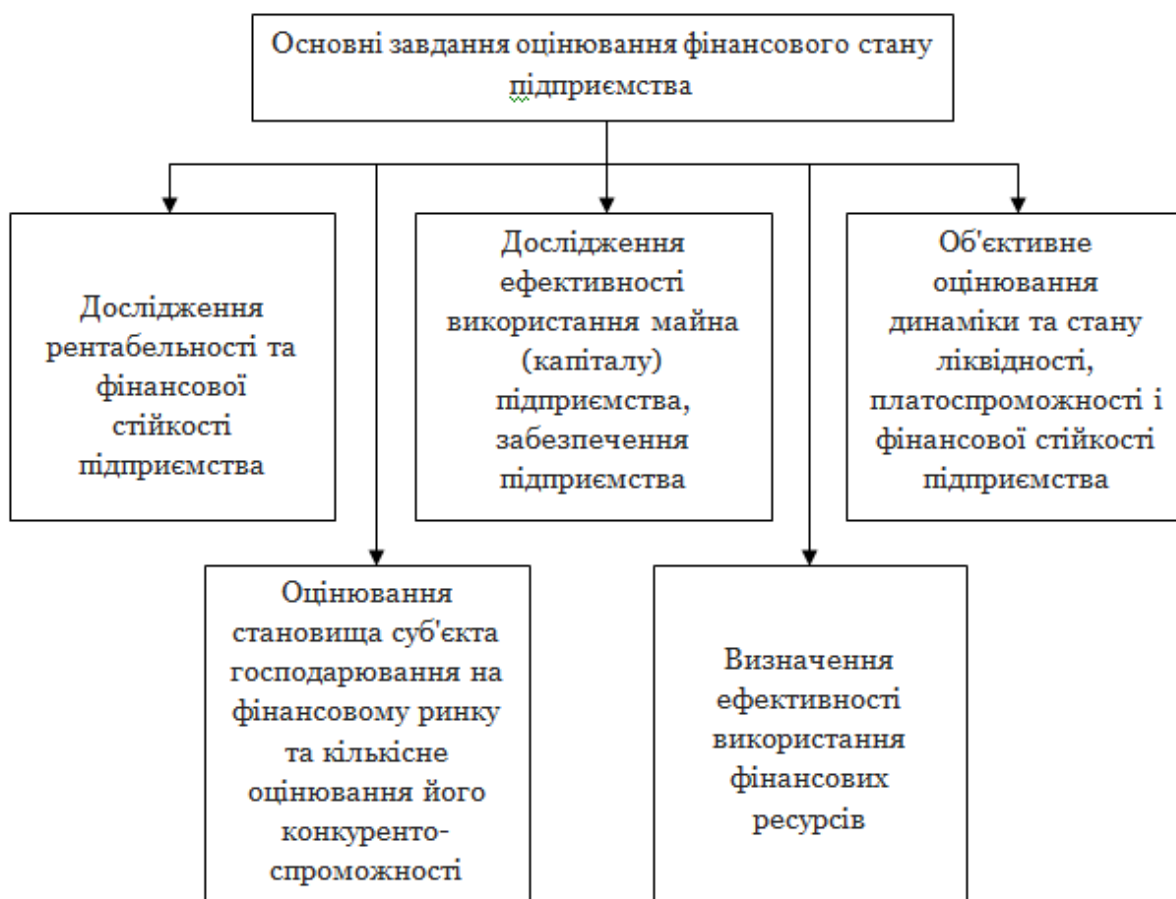 Основні завдання оцінювання фінансового стану
підприємства
Дослідження
рентабельності та
фінансової
стійкості
підприємства
Дослідження
ефективності
використання майна
(капіталу)
підприємства,
забезпечення
підприємства
Об'єктивне
оцінювання
динаміки та стану
ліквідності,
платоспроможності і
фінансової стійкості
підприємства
Оцінювання
становища суб'єкта
господарювання на
фінансовому ринку
та кількісне
оцінювання його
конкуренто-
спроможності
Визначення
ефективності
використання
фінансових
ресурсів